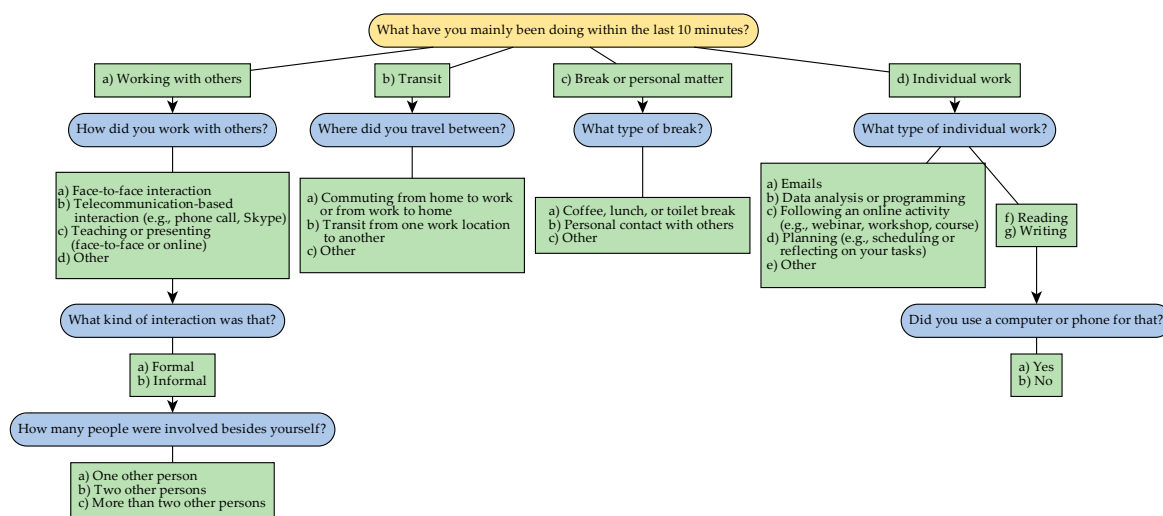 What have you mainly been doing within the last 10 minutes?
a) Working with others
b) Transit
c) Break or personal matter
d) Individual work
How did you work with others?
Where did you travel between?
What type of break?
What type of individual work?
a) Face-to-face interaction
b) Telecommunication-based
interaction (e.g., phone call, Skype)
c) Teaching or presenting
(face-to-face or online)
d) Other
a) Commuting from home to work
or from work to home
b) Transit from one work location
to another
c) Other
a) Coffee, lunch, or toilet break
b) Personal contact with others
c) Other
a) Emails
b) Data analysis or programming
c) Following an online activity
(e.g., webinar, workshop, course)
d) Planning (e.g., scheduling or
reflecting on your tasks)
e) Other
f) Reading
g) Writing
What kind of interaction was that?
Did you use a computer or phone for that?
a) Formal
b) Informal
a) Yes
b) No
How many people were involved besides yourself?
a) One other person
b) Two other persons
c) More than two other persons